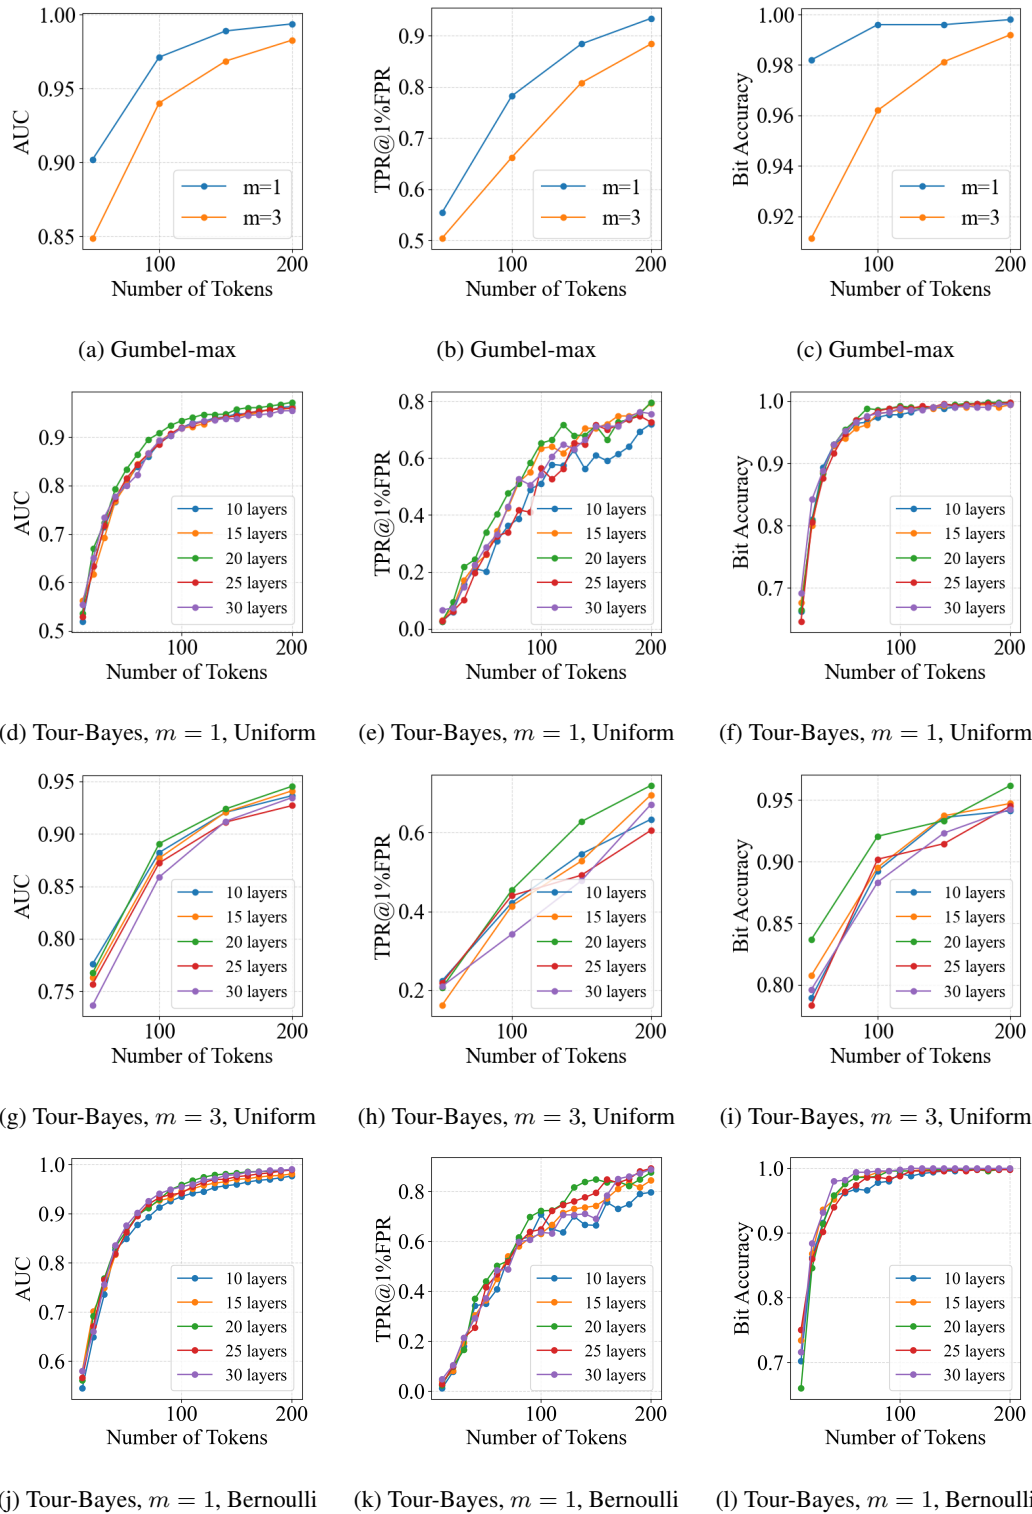 1.00
0.95
0.90
0.85
AUC
m=1
m=3
100
200
Number of Tokens
(a) Gumbel-max
0.9
0.8
0.7
0.6
0.5
TPR@1%FPR
m=1
m=3
100
200
Number of Tokens
(b) Gumbel-max
1.00
0.98
0.96
0.94
0.92
Bit Accuracy
m=1
m=3
100
200
Number of Tokens
(c) Gumbel-max
0.9
0.8
0.7
0.6
0.5
AUC
10 layers
15 layers
20 layers
25 layers
30 layers
100
200
Number of Tokens
(d) Tour-Bayes, m = 1, Uniform
0.8
0.6
0.4
0.2
0.0
TPR@1%FPR
10 layers
15 layers
20 layers
25 layers
30 layers
100
200
Number of Tokens
(e) Tour-Bayes, m = 1, Uniform
1.0
0.9
0.8
0.7
Bit Accuracy
10 layers
15 layers
20 layers
25 layers
30 layers
100
200
Number of Tokens
(f) Tour-Bayes, m = 1, Uniform
0.95
0.90
0.85
0.80
0.75
AUC
10 layers
15 layers
20 layers
25 layers
30 layers
100
200
Number of Tokens
(g) Tour-Bayes, m = 3, Uniform
0.6
0.4
0.2
TPR@1%FPR
10 layers
15 layers
20 layers
25 layers
30 layers
100
200
Number of Tokens
(h) Tour-Bayes, m = 3, Uniform
0.95
0.90
0.85
0.80
Bit Accuracy
10 layers
15 layers
20 layers
25 layers
30 layers
100
200
Number of Tokens
(i) Tour-Bayes, m = 3, Uniform
1.0
0.9
0.8
0.7
0.6
AUC
10 layers
15 layers
20 layers
25 layers
30 layers
100
200
Number of Tokens
(j) Tour-Bayes, m = 1, Bernoulli
0.8
0.6
0.4
0.2
0.0
TPR@1%FPR
10 layers
15 layers
20 layers
25 layers
30 layers
100
200
Number of Tokens
(k) Tour-Bayes, m = 1, Bernoulli
1.0
0.9
0.8
0.7
Bit Accuracy
10 layers
15 layers
20 layers
25 layers
30 layers
100
200
Number of Tokens
(l) Tour-Bayes, m = 1, Bernoulli